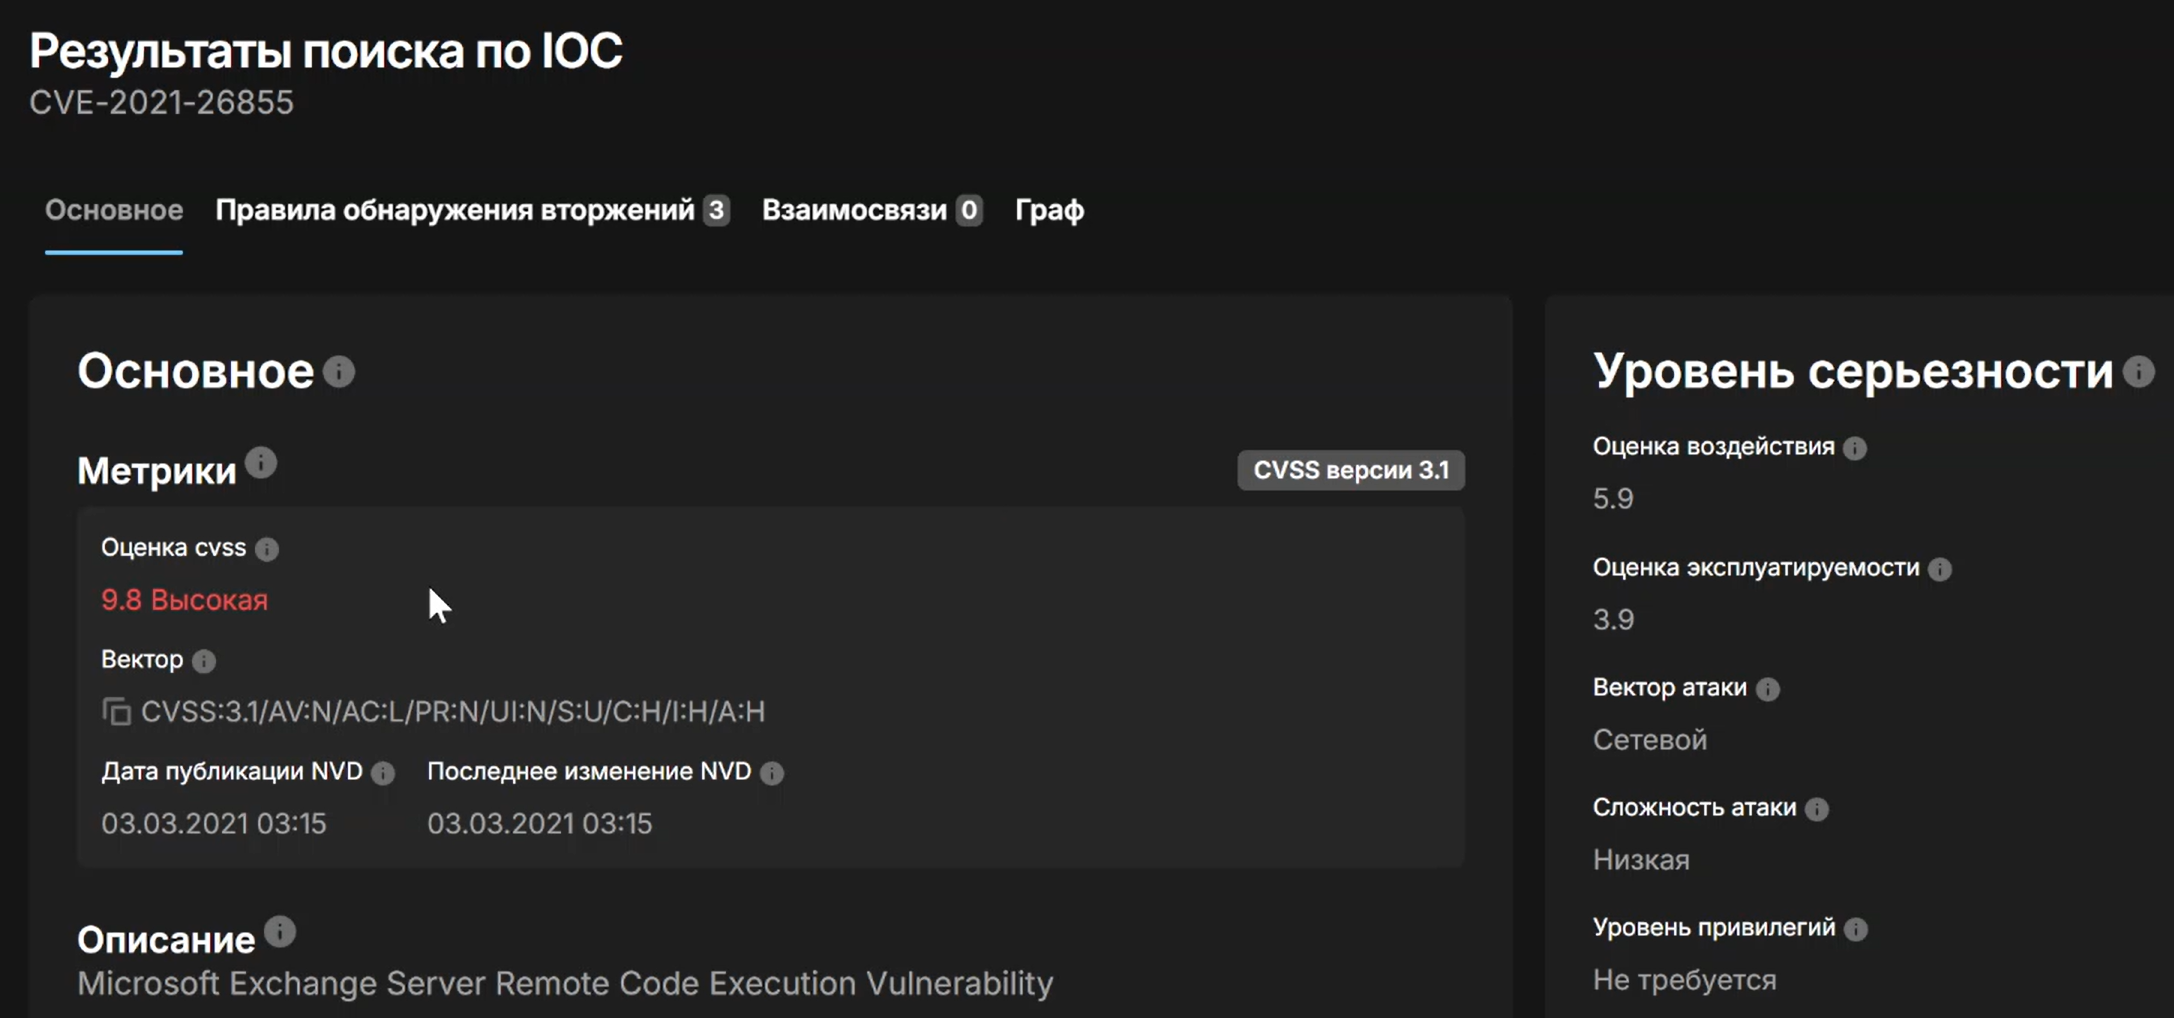 Результаты поиска по IOC
CVE-2021-26855
Основное Правила обнаружения вторжений 3 Взаимосвязи 0 Граф
Основное
Метрики
CVSS версии 3.1
Оценка cvss
9.8 Высокая
Вектор
CVSS:3.1/AV:N/AC:L/PR:N/UI:N/S:U/C:H/I:H/A:H
Дата публикации NVD Последнее изменение NVD
03.03.2021 03:15 03.03.2021 03:15
Описание
Microsoft Exchange Server Remote Code Execution Vulnerability
Уровень серьезности
Оценка воздействия
5.9
Оценка эксплуатируемости
3.9
Вектор атаки
Сетевой
Сложность атаки
Низкая
Уровень привилегий
Не требуется